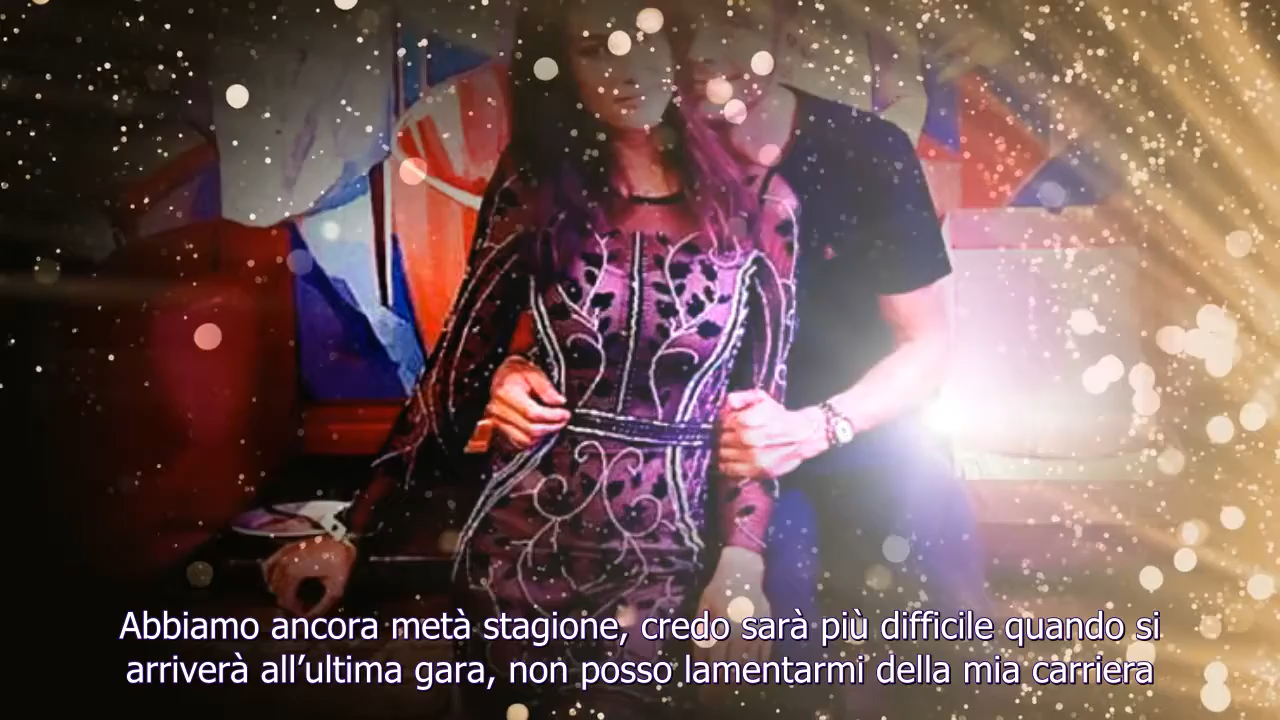 Abbiamo ancora metà stagione, credo sarà più difficile quando si
arriverà all’ultima gara, non posso lamentarmi della mia carriera